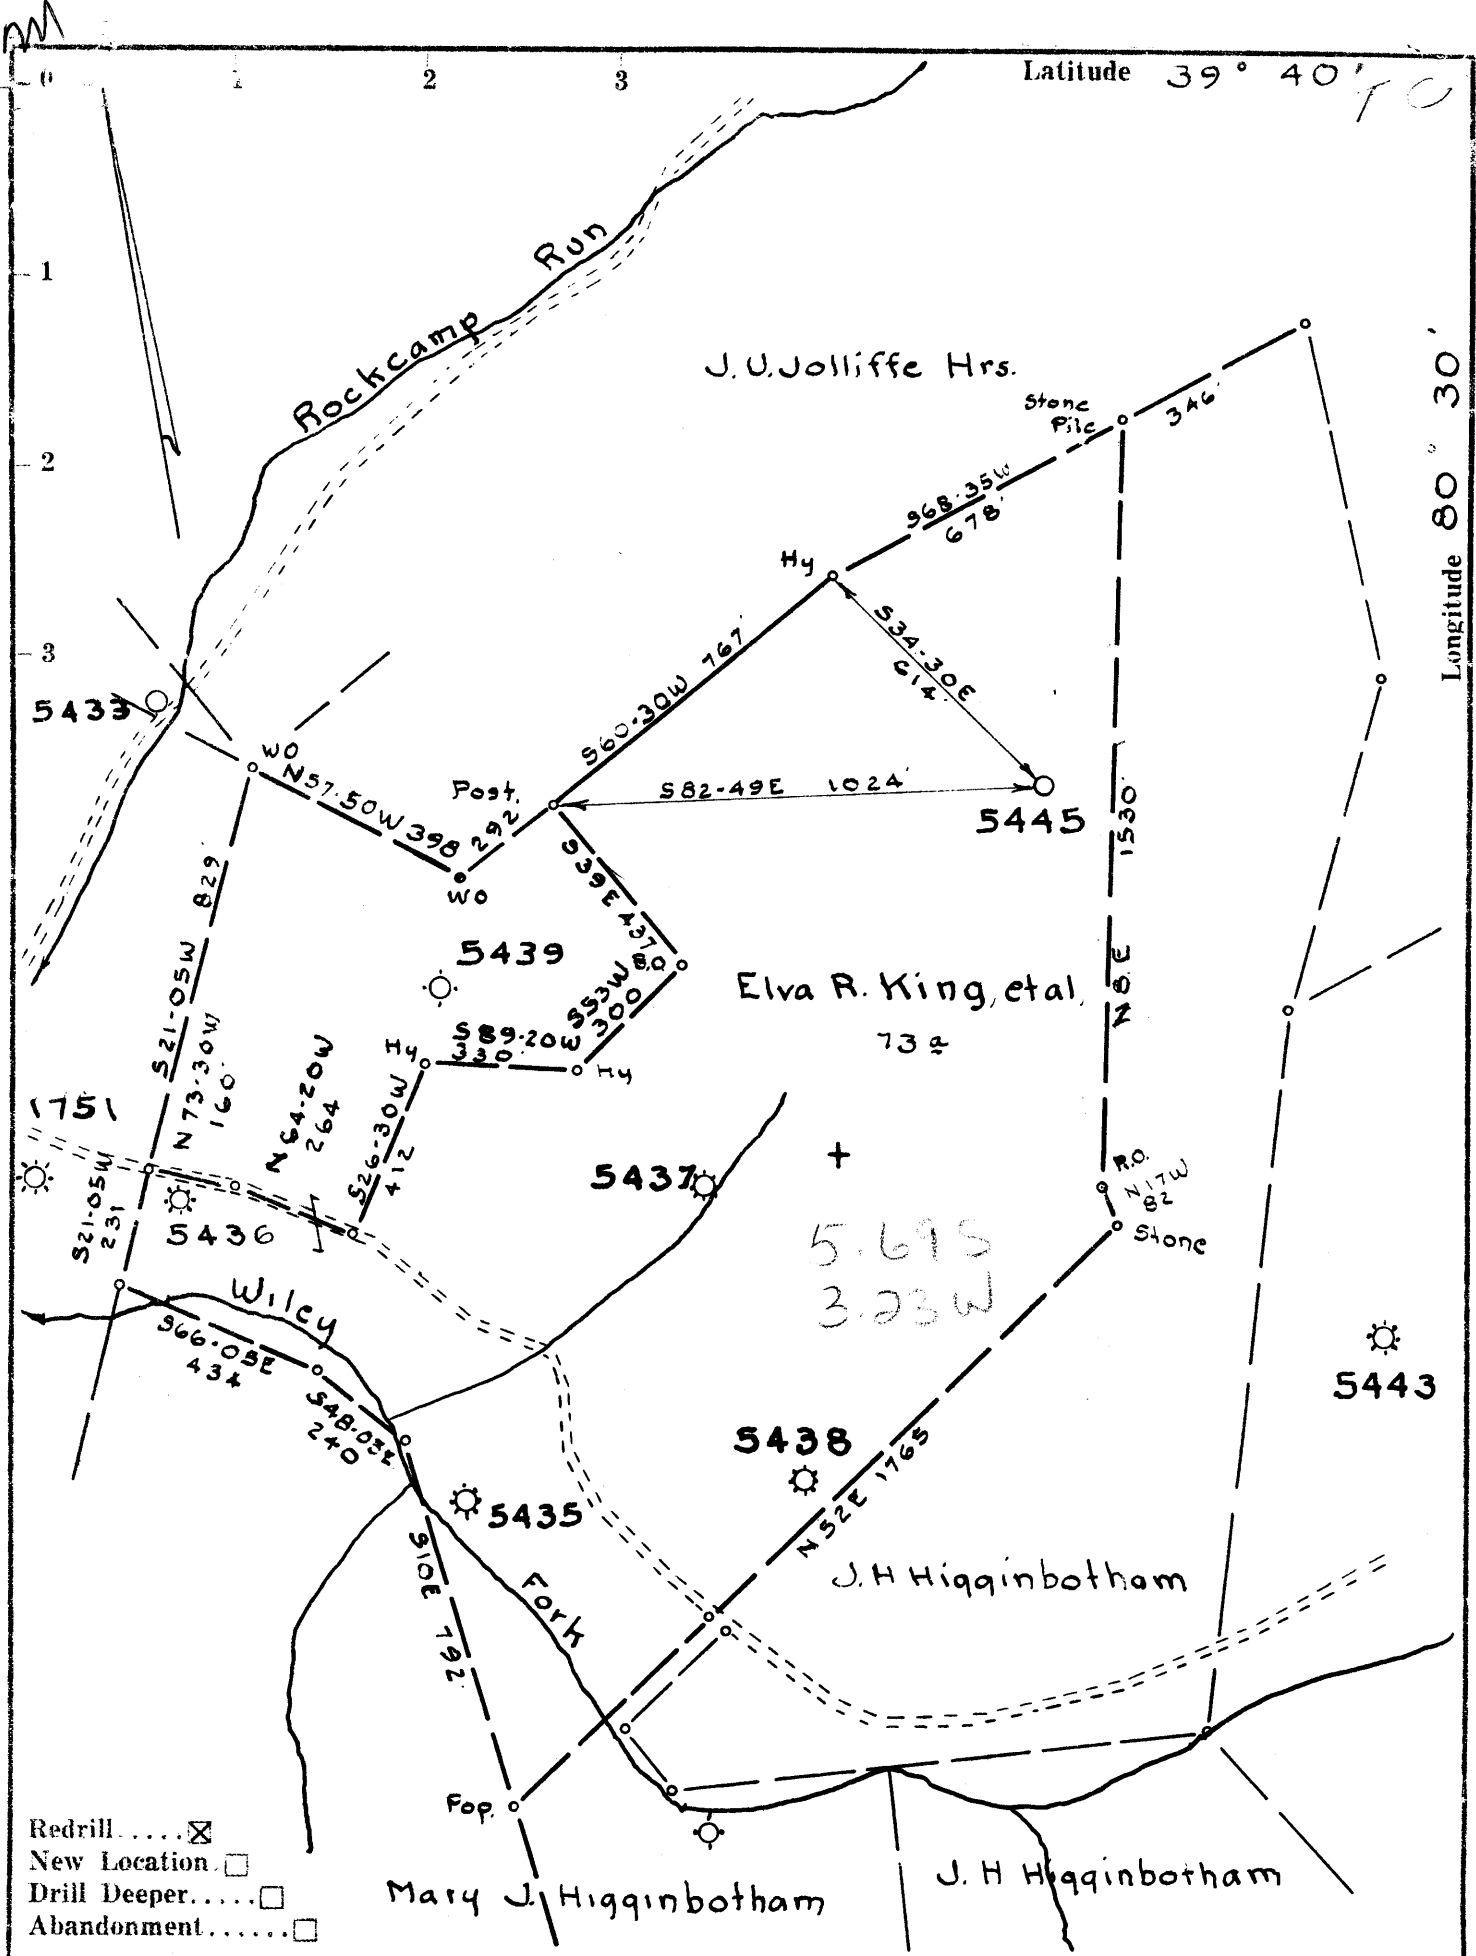 0 1 2 3
Latitude 39° 40'
1
2
3
Longitude 80° 30'
Rockcamp Run
J.U. Jolliffe Hrs.
Stone
Pile
346'
S68-35W
678'
Hy
S34-30E
614'
S60-30W 767'
5433
WO
N57-50W 398
Post.
292
WO
S82-49E 1024'
5445
S39E 437
B.O
S21-05W 829'
5439
1530'
N8E
Elva R. King, etal,
73 a
S53W
300
S89-20W
330
Hy
Hy
N73-30W
160'
N64-20W
264
S26-30W
412
1751
5437
R.O.
N17W
82
Stone
S21-05W
231
5436
5.69S
3.23W
Wiley
S66-05E
434
5443
S48-03E
240
5438
5435
N52E 1765
S10E 792'
Fork
J.H Higginbotham
Fop.
Redrill.....☒
New Location.☐
Drill Deeper.....☐
Abandonment......☐
Mary J. Higginbotham
J.H Higginbotham